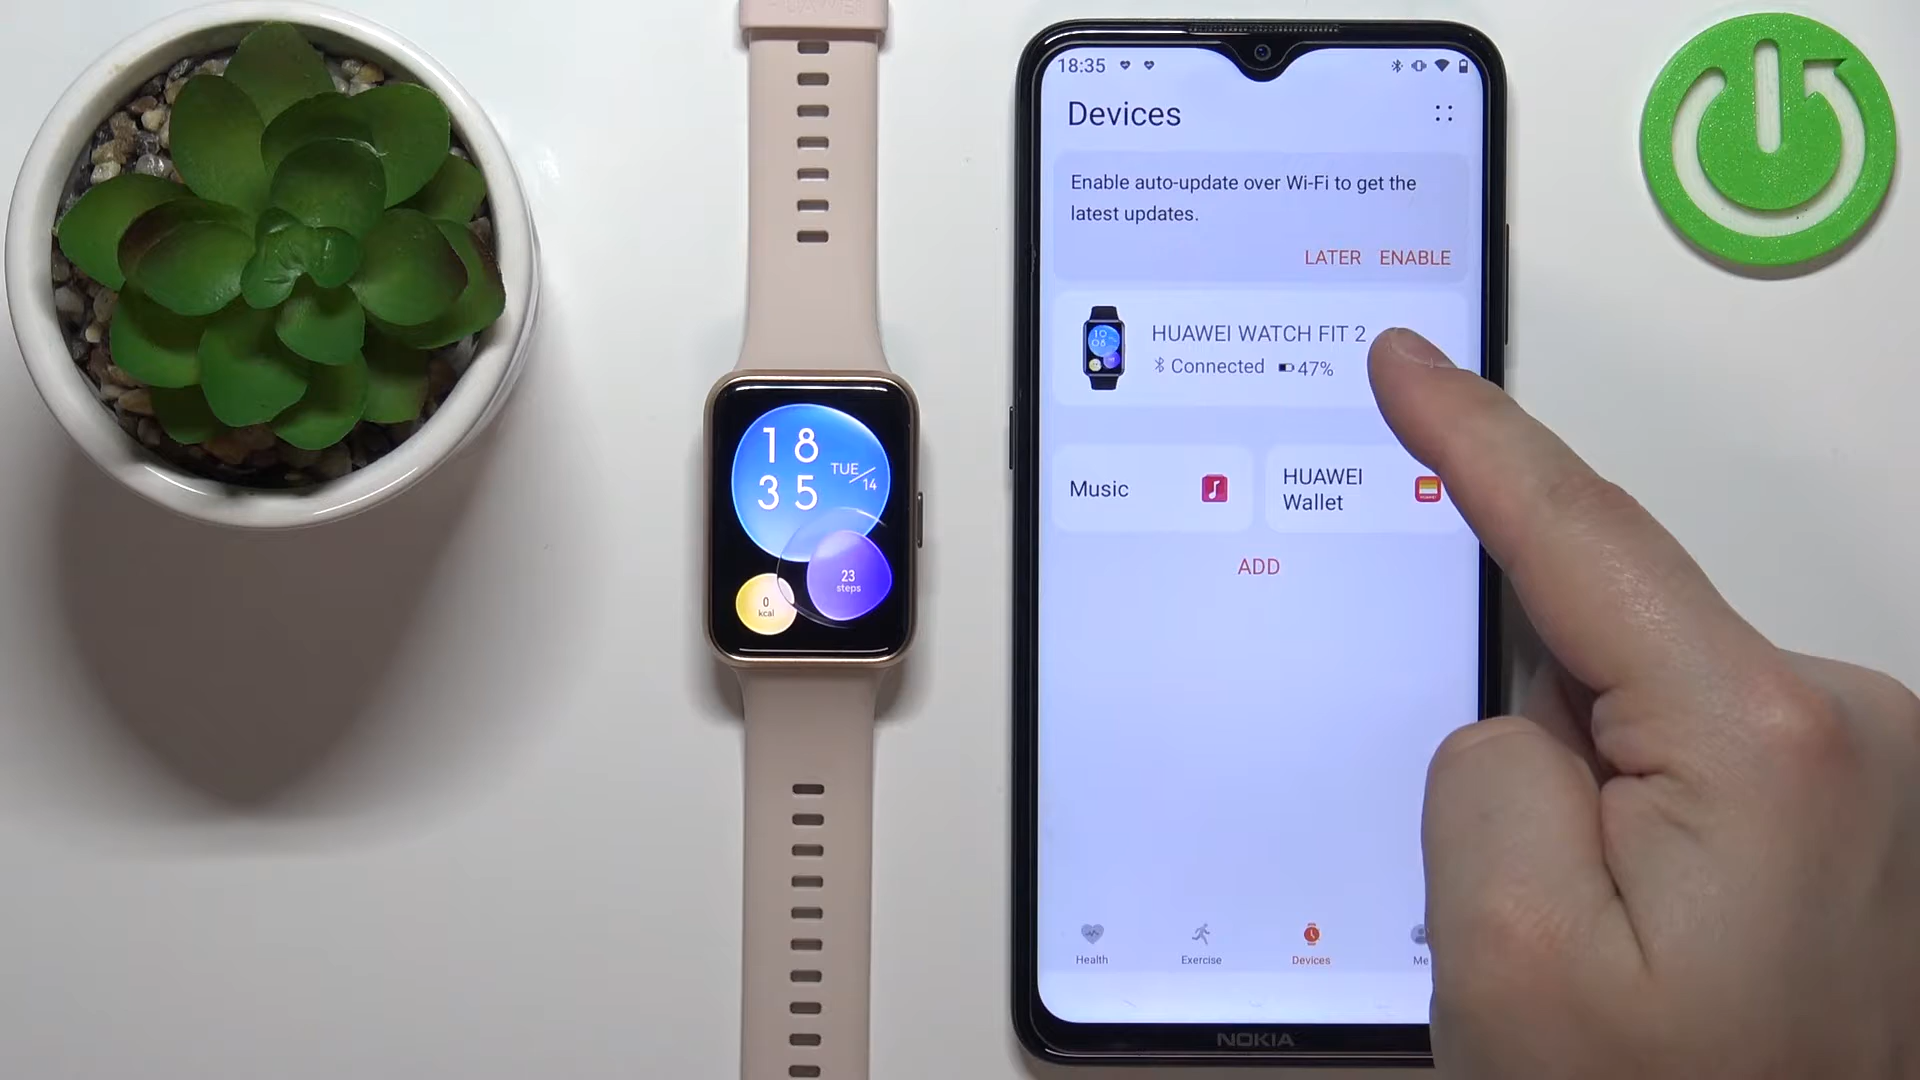 HUAWEI
18
35
TUE/
14
23
steps
0
kcal
18:35
Devices
Enable auto-update over Wi-Fi to get the
latest updates.
LATER ENABLE
HUAWEI WATCH FIT 2
Connected 47%
Music
HUAWEI
Wallet
ADD
Health
Exercise
Devices
Me
NOKIA